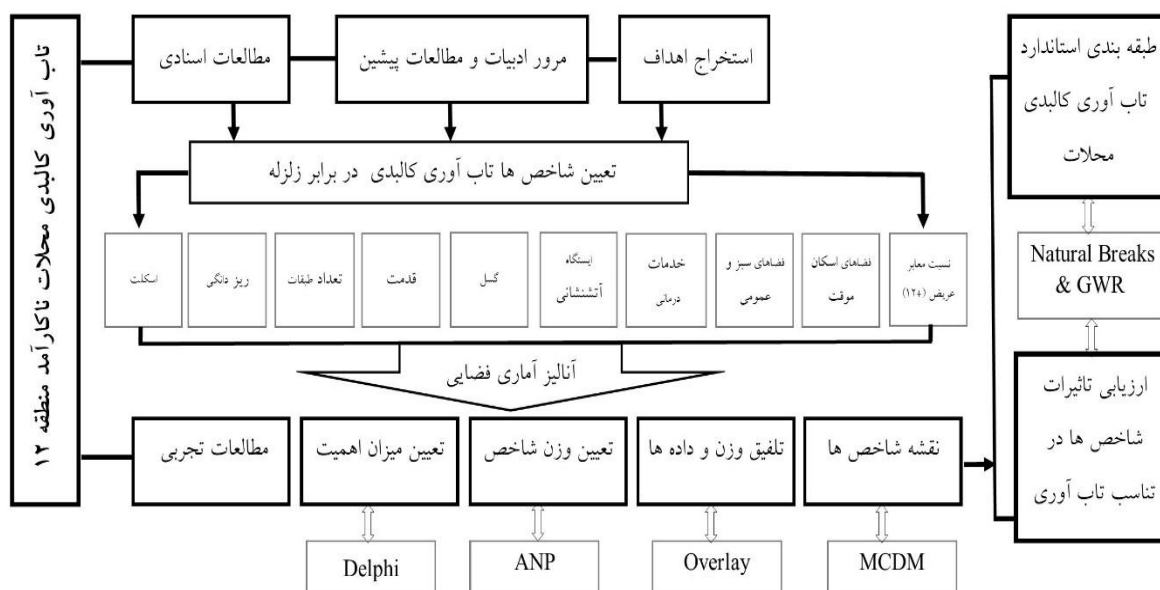 تاب آوری کالبدی محلات ناکارآمد منطقه ۱۲
مطالعات اسنادی
مرور ادبیات و مطالعات پیشین
استخراج اهداف
تعیین شاخص ها تاب آوری کالبدی در برابر زلزله
اسکلت
ریز دانگی
تعداد طبقات
قدمت
گسل
ایستگاه
آتشنشانی
خدمات
درمانی
فضاهای سبز و
عمومی
فضاهای اسکان
موقت
نسبت معابر
عریض (۱۲+)
آنالیز آماری فضایی
مطالعات تجربی
تعیین میزان اهمیت
تعیین وزن شاخص
تلفیق وزن و داده ها
نقشه شاخص ها
Delphi
ANP
Overlay
MCDM
طبقه بندی استاندارد
تاب آوری کالبدی
محلات
Natural Breaks
& GWR
ارزیابی تاثیرات
شاخص ها در
تناسب تاب آوری